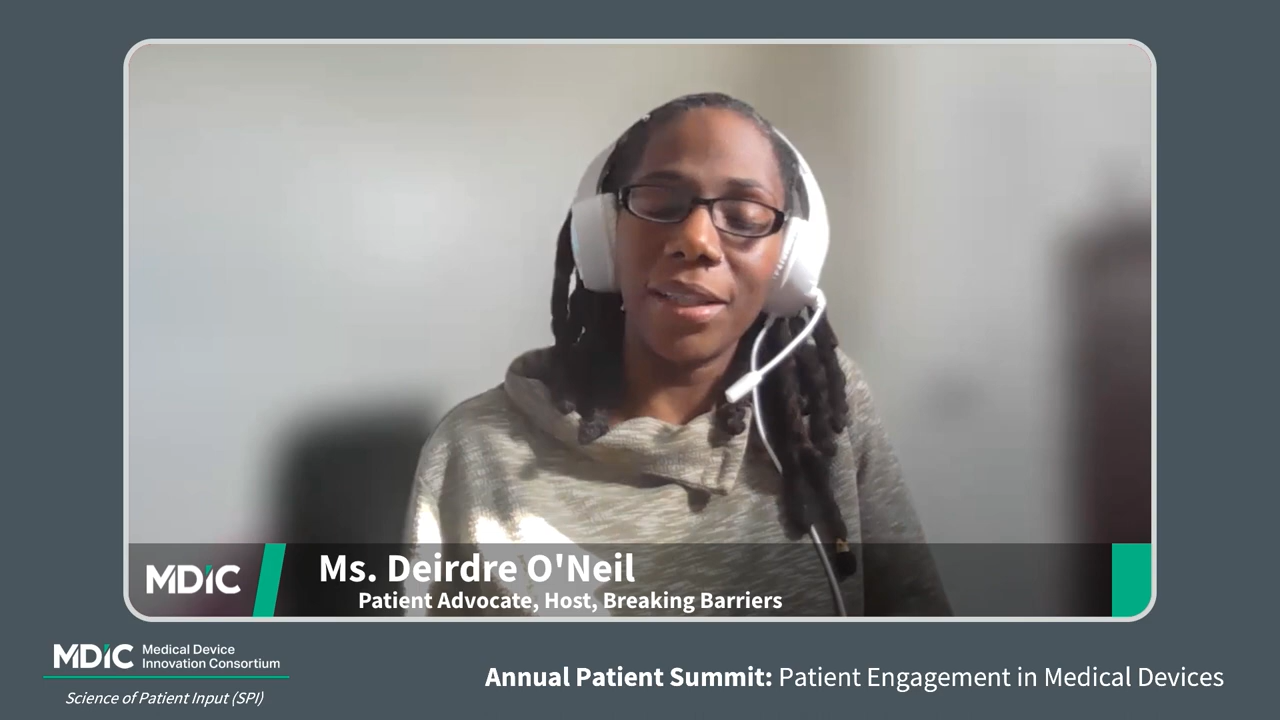 MDIC
Ms. Deirdre O'Neil
Patient Advocate, Host, Breaking Barriers
MDIC
Medical Device
Innovation Consortium
Science of Patient Input (SPI)
Annual Patient Summit: Patient Engagement in Medical Devices